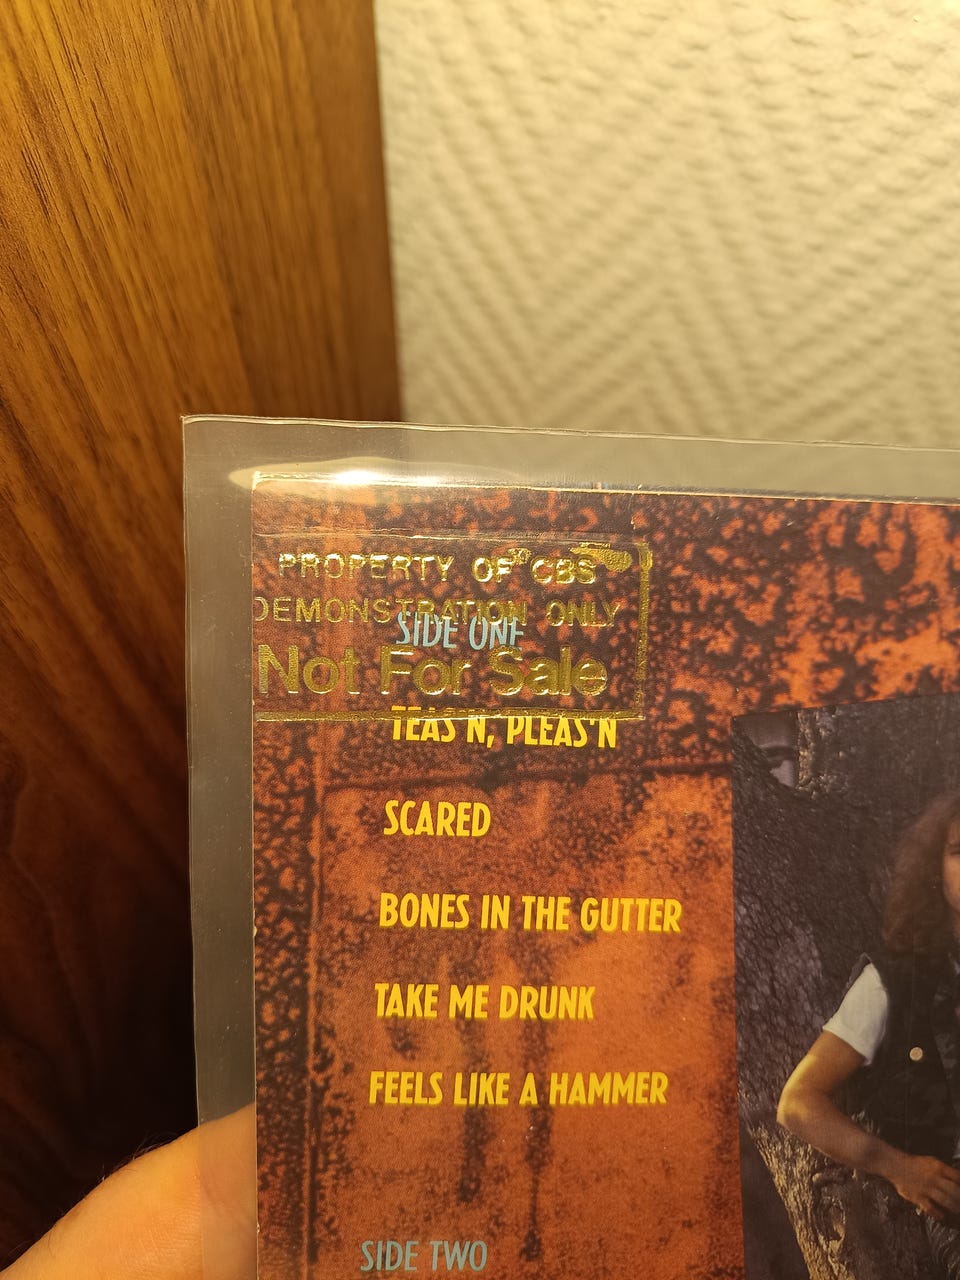 PROPERTY OF CBS
DEMONSTRATION ONLY
Not For Sale
SIDE ONE
TEAS'N, PLEAS'N
SCARED
BONES IN THE GUTTER
TAKE ME DRUNK
FEELS LIKE A HAMMER
SIDE TWO